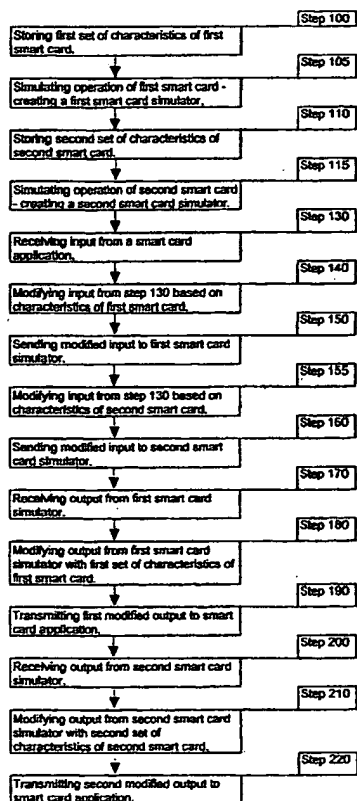 Step 100
Storing first set of characteristics of first
smart card.
Step 105
Simulating operation of first smart card -
creating a first smart card simulator.
Step 110
Storing second set of characteristics of
second smart card.
Step 115
Simulating operation of second smart card
- creating a second smart card simulator.
Step 130
Receiving input from a smart card
application.
Step 140
Modifying input from step 130 based on
characteristics of first smart card.
Step 150
Sending modified input to first smart card
simulator.
Step 155
Modifying input from step 130 based on
characteristics of second smart card.
Step 160
Sending modified input to second smart
card simulator.
Step 170
Receiving output from first smart card
simulator.
Step 180
Modifying output from first smart card
simulator with first set of characteristics of
first smart card.
Step 190
Transmitting first modified output to smart
card application.
Step 200
Receiving output from second smart card
simulator.
Step 210
Modifying output from second smart card
simulator with second set of
characteristics of second smart card.
Step 220
Transmitting second modified output to
smart card application.